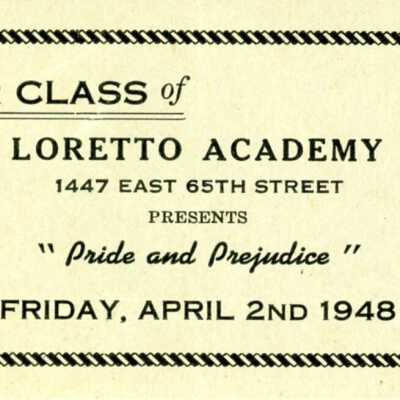 CLASS of
LORETTO ACADEMY
1447 EAST 65TH STREET
PRESENTS
" Pride and Prejudice "
FRIDAY, APRIL 2ND 1948